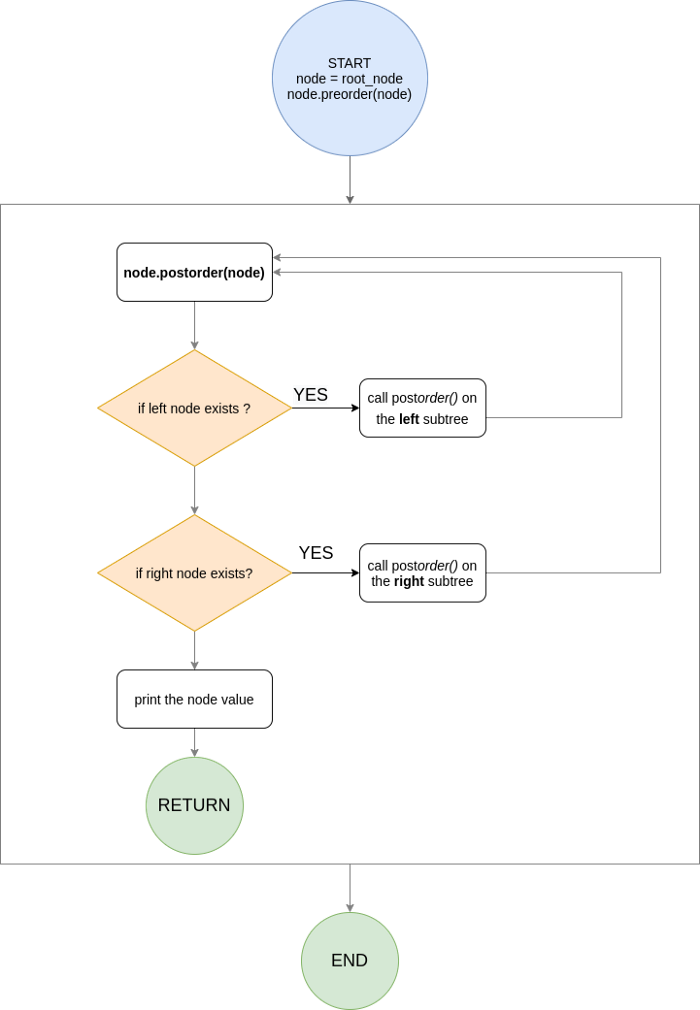 START
node = root_node
node.preorder(node)
node.postorder(node)
if left node exists ?
YES
call postorder() on
the left subtree
if right node exists?
YES
call postorder() on
the right subtree
print the node value
RETURN
END